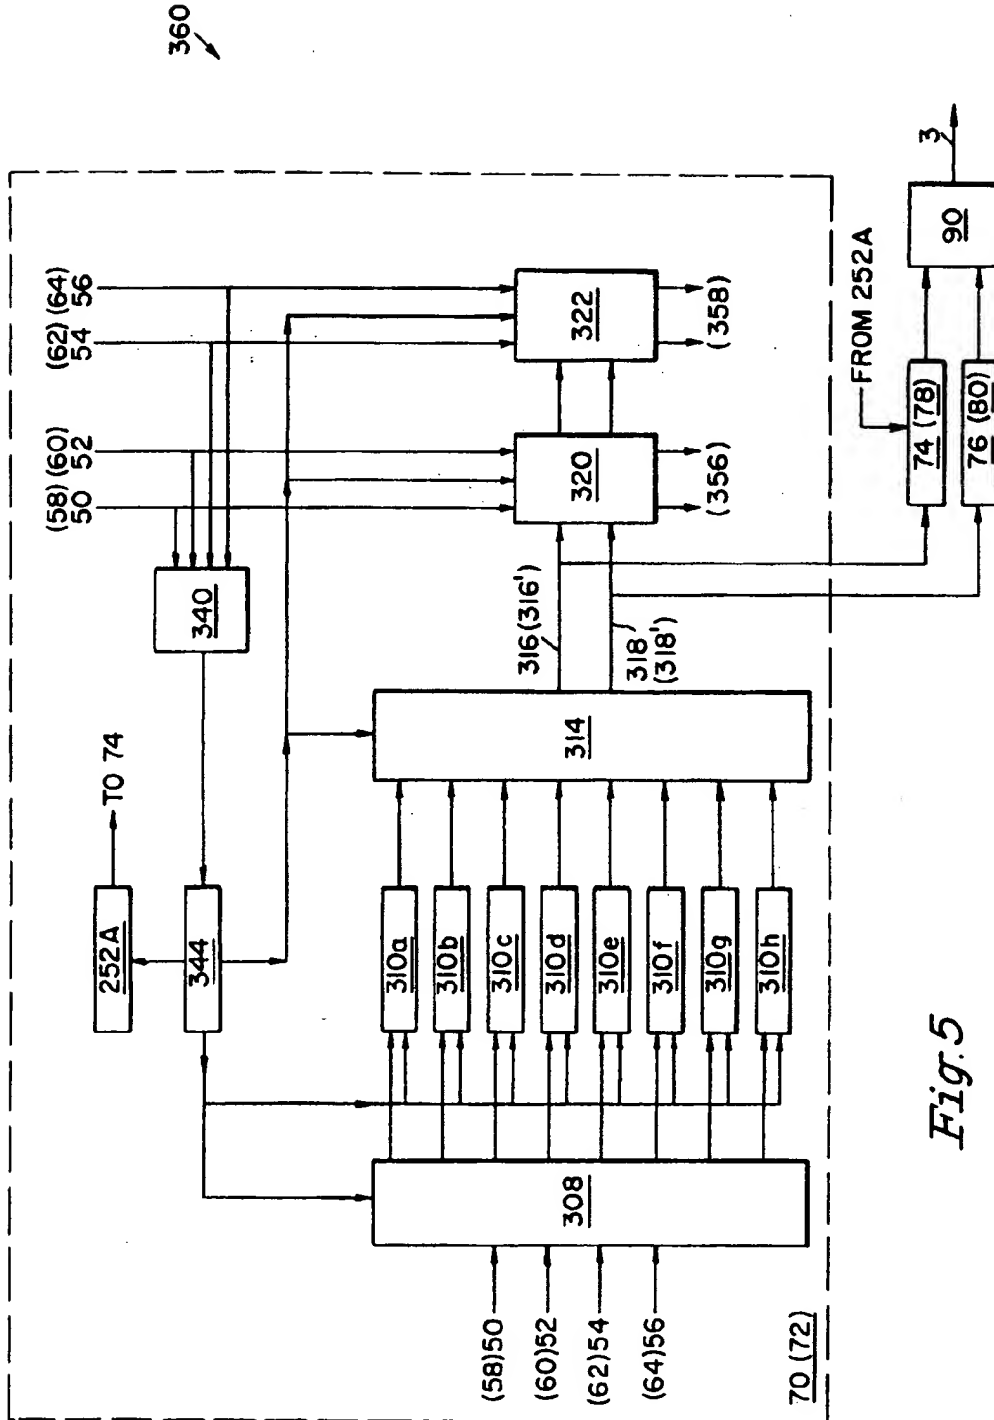 360
(58) (60)
50 52
(62) (64)
54 56
252A
TO 74
344
340
308
310a
310b
310c
310d
310e
310f
310g
310h
314
316 (316')
318'
(318')
320
322
(356)
(358)
(58)50
(60)52
(62)54
(64)56
70 (72)
FROM 252A
74 (78)
76 (80)
90
3
Fig. 5